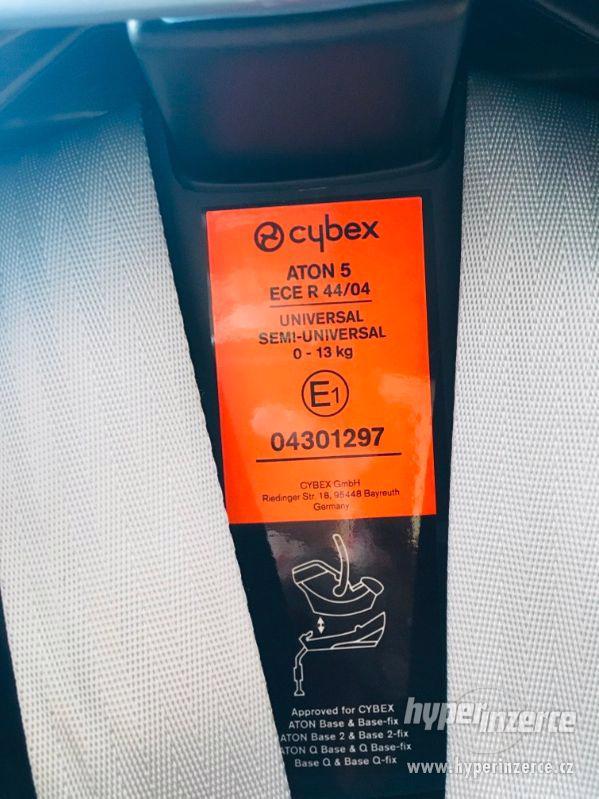 cybex
ATON 5
ECE R 44/04
UNIVERSAL
SEMI-UNIVERSAL
0 - 13 kg
E1
04301297
CYBEX GmbH
Riedinger Str. 18, 95448 Bayreuth
Germany
Approved for CYBEX
ATON Base & Base-fix
ATON Base 2 & Base 2-fix
ATON Q Base & Q Base-fix
Base Q & Base Q-fix
hyperinzerce
www.hyperinzerce.cz